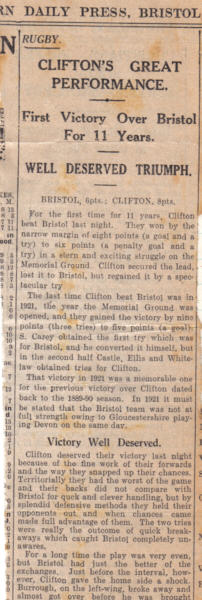 RN DAILY PRESS, BRISTOL
N
RUGBY.
CLIFTON'S GREAT
PERFORMANCE.
First Victory Over Bristol
For 11 Years.
WELL DESERVED TRIUMPH.
BRISTOL, 6pts.; CLIFTON, 8pts.
For the first time for 11 years, Clifton
beat Bristol last night. They won by the
narrow margin of eight points (a goal and a
try) to six points (a penalty goal and a
try) in a stern and exciting struggle on the
Memorial Ground. Clifton secured the lead,
lost it to Bristol, but regained it by a spec-
tacular try
The last time Clifton beat Bristol was in
1921, the year the Memorial Ground was
opened, and they gained the victory by nine
points (three tries) to five points (a goal).
S. Cazey obtained the first try which was
for Bristol, and he converted it himself, but
in the second half Castle, Ellis and White-
law obtained tries for Clifton.
That victory in 1921 was a memorable one
for the previous victory over Clifton dated
back to the 1889-90 season. In 1921 it must
be stated that the Bristol team was not at
full strength owing to Gloucestershire play-
ing Devon on the same day.
Victory Well Deserved.
Clifton deserved their victory last night
because of the fine work of their forwards
and the way they snapped up their chances.
Territorially they had the worst of the game
and their backs did not compare with
Bristol for quick and clever handling, but by
splendid defensive methods they held their
opponents out, and when chances came
made full advantage of them. The two tries
were really the outcome of quick break-
aways which caught Bristol completely un-
awares.
For a long time the play was very even,
but Bristol had just the better of the
exchanges. Just before the interval, how-
ever, Clifton gave the home side a shock.
Burrough, on the left-wing, broke away and
almost got over before he was brought